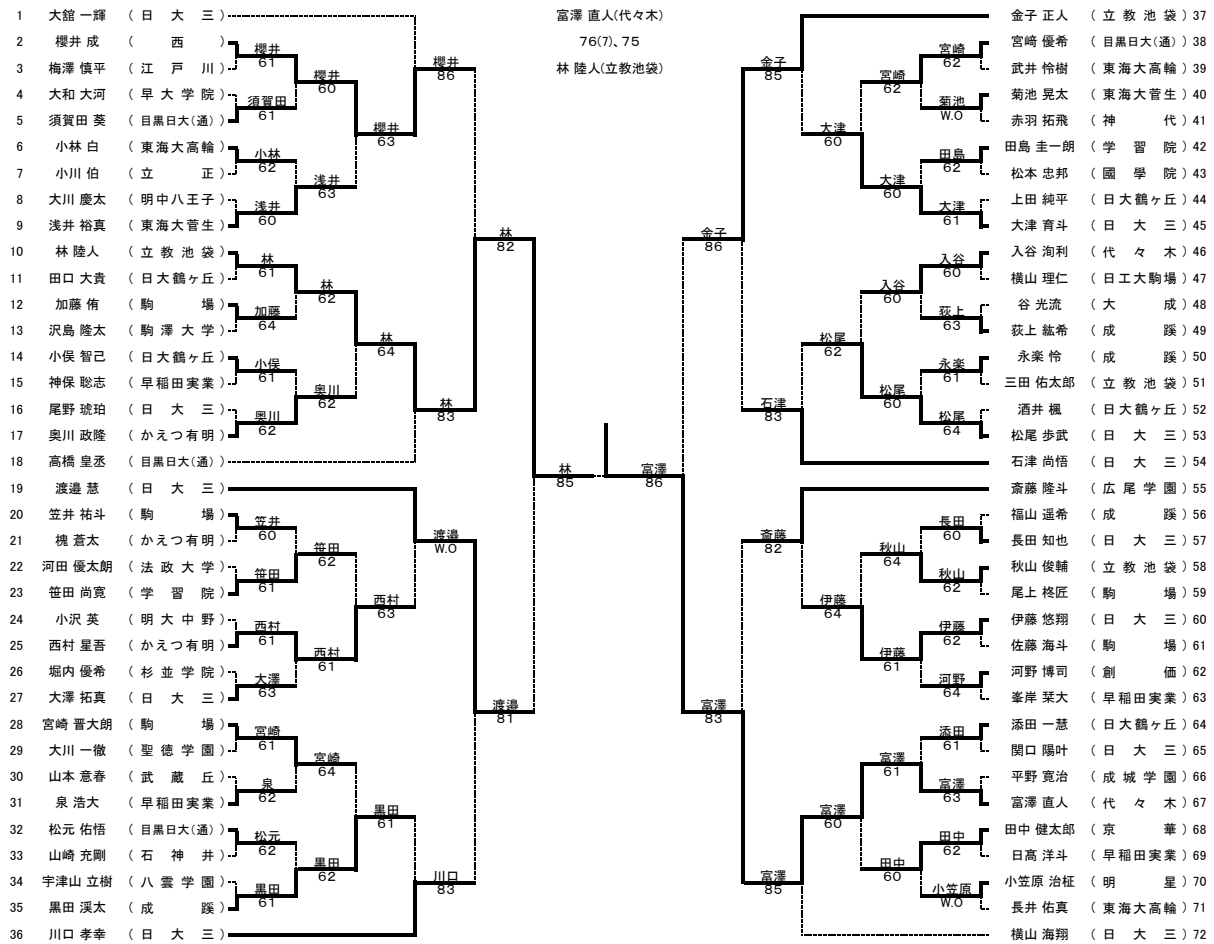 富澤 直人(代々木)
76(7)、75
林 陸人(立教池袋)
1 大舘 一輝 （日大三）
2 櫻井 成 （西）
3 梅澤 慎平 （江戸川）
4 大和 大河 （早大学院）
5 須賀田 葵 （目黒日大(通)）
6 小林 白 （東海大高輪）
7 小川 伯 （立正）
8 大川 慶太 （明中八王子）
9 浅井 裕真 （東海大菅生）
10 林 陸人 （立教池袋）
11 田口 大貴 （日大鶴ヶ丘）
12 加藤 侑 （駒場）
13 沢島 隆太 （駒澤大学）
14 小俣 智己 （日大鶴ヶ丘）
15 神保 聡志 （早稲田実業）
16 尾野 琥珀 （日大三）
17 奥川 政隆 （かえつ有明）
18 高橋 皇丞 （目黒日大(通)）
19 渡邉 慧 （日大三）
20 笠井 祐斗 （駒場）
21 槐 蒼太 （かえつ有明）
22 河田 優太朗 （法政大学）
23 笹田 尚寛 （学習院）
24 小沢 英 （明大中野）
25 西村 星吾 （かえつ有明）
26 堀内 優希 （杉並学院）
27 大澤 拓真 （日大三）
28 宮崎 晋大朗 （駒場）
29 大川 一徹 （聖徳学園）
30 山本 意春 （武蔵丘）
31 泉 浩大 （早稲田実業）
32 松元 佑悟 （目黒日大(通)）
33 山崎 充剛 （石神井）
34 宇津山 立樹 （八雲学園）
35 黒田 渓太 （成蹊）
36 川口 孝幸 （日大三）
櫻井
61
須賀田
61
小林
62
浅井
60
林
61
加藤
64
小俣
61
奥川
62
笠井
60
笹田
61
西村
61
大澤
63
宮崎
61
泉
62
松元
62
黒田
61
櫻井
60
浅井
63
林
62
奥川
62
笹田
62
西村
61
宮崎
64
黒田
62
櫻井
63
林
64
西村
63
黒田
61
櫻井
86
林
83
渡邉
W.O
川口
83
林
82
渡邉
81
林
85
富澤
86
金子
86
富澤
83
金子
85
石津
83
斎藤
82
富澤
85
大津
60
松尾
62
伊藤
64
富澤
60
宮崎
62
大津
60
入谷
60
松尾
60
秋山
64
伊藤
61
富澤
61
田中
60
宮崎
62
菊池
W.O
田島
62
大津
61
入谷
60
荻上
63
永楽
61
松尾
64
長田
60
秋山
62
伊藤
62
河野
64
添田
61
富澤
63
田中
62
小笠原
W.O
金子 正人 （立教池袋） 37
宮﨑 優希 （目黒日大(通)） 38
武井 怜樹 （東海大高輪） 39
菊池 晃太 （東海大菅生） 40
赤羽 拓飛 （神代） 41
田島 圭一朗 （学習院） 42
松本 忠邦 （國學院） 43
上田 純平 （日大鶴ヶ丘） 44
大津 育斗 （日大三） 45
入谷 洵利 （代々木） 46
横山 理仁 （日工大駒場） 47
谷 光流 （大成） 48
荻上 紘希 （成蹊） 49
永楽 怜 （成蹊） 50
三田 佑太郎 （立教池袋） 51
酒井 楓 （日大鶴ヶ丘） 52
松尾 歩武 （日大三） 53
石津 尚悟 （日大三） 54
斎藤 隆斗 （広尾学園） 55
福山 遥希 （成蹊） 56
長田 知也 （日大三） 57
秋山 俊輔 （立教池袋） 58
尾上 柊匠 （駒場） 59
伊藤 悠翔 （日大三） 60
佐藤 海斗 （駒場） 61
河野 博司 （創価） 62
峯岸 栞大 （早稲田実業） 63
添田 一慧 （日大鶴ヶ丘） 64
関口 陽叶 （日大三） 65
平野 寛治 （成城学園） 66
富澤 直人 （代々木） 67
田中 健太郎 （京華） 68
日髙 洋斗 （早稲田実業） 69
小笠原 治柾 （明星） 70
長井 佑真 （東海大高輪） 71
横山 海翔 （日大三） 72